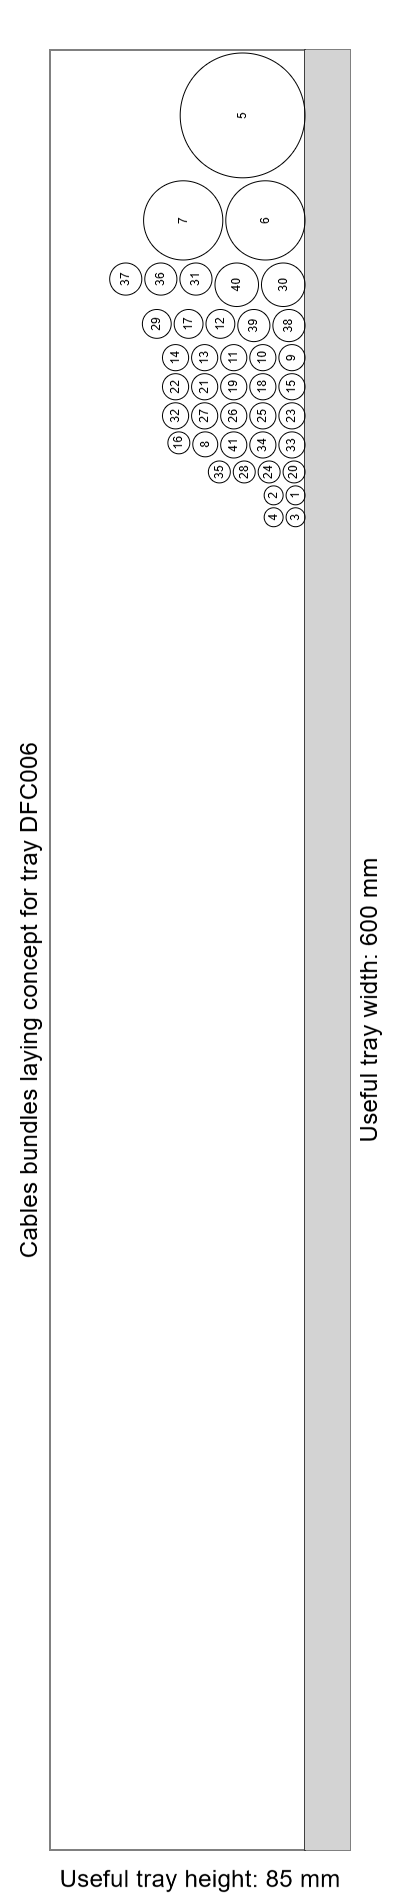 Cables bundles laying concept for tray DFC006
5
7 6
37 36 31 40 30
29 17 12 39 38
14 13 11 10 9
22 21 19 18 15
32 27 26 25 23
16 8 41 34 33
35 28 24 20
2 1
4 3
Useful tray width: 600 mm
Useful tray height: 85 mm